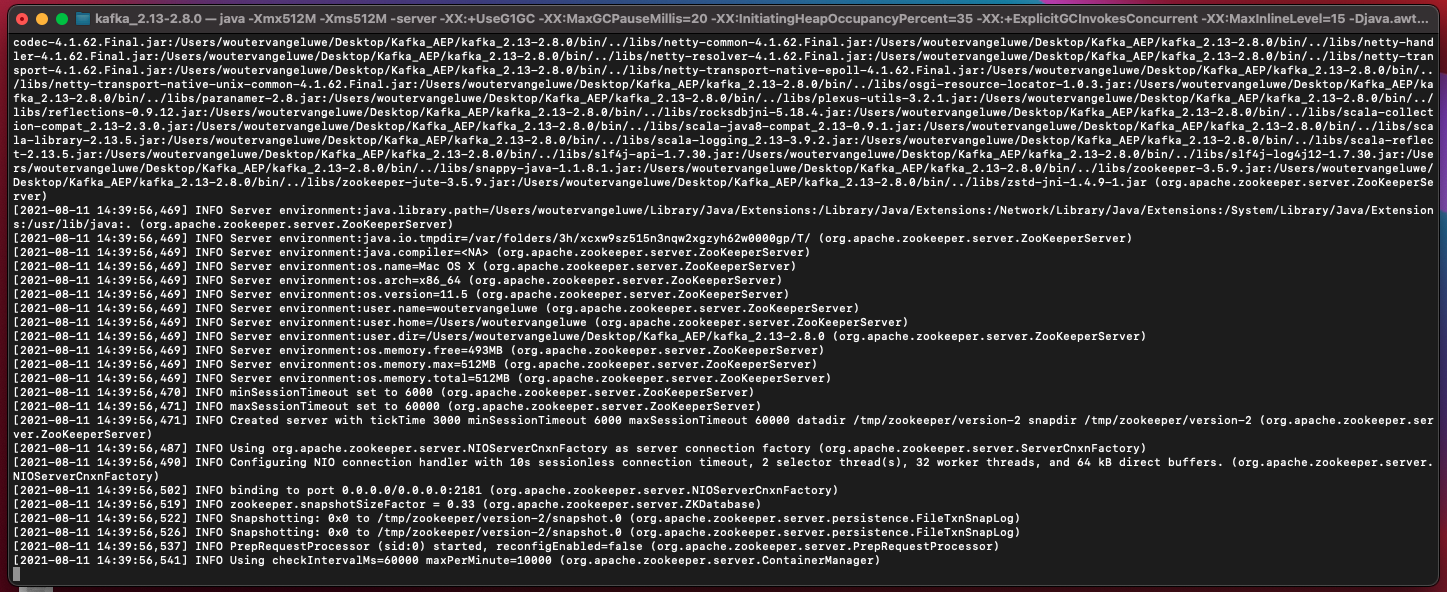 kafka_2.13-2.8.0 — java -Xmx512M -Xms512M -server -XX:+UseG1GC -XX:MaxGCPauseMillis=20 -XX:InitiatingHeapOccupancyPercent=35 -XX:+ExplicitGCInvokesConcurrent -XX:MaxInlineLevel=15 -Djava.awt...
codec-4.1.62.Final.jar:/Users/woutervangeluwe/Desktop/Kafka_AEP/kafka_2.13-2.8.0/bin/../libs/netty-common-4.1.62.Final.jar:/Users/woutervangeluwe/Desktop/Kafka_AEP/kafka_2.13-2.8.0/bin/../libs/netty-hand
ler-4.1.62.Final.jar:/Users/woutervangeluwe/Desktop/Kafka_AEP/kafka_2.13-2.8.0/bin/../libs/netty-resolver-4.1.62.Final.jar:/Users/woutervangeluwe/Desktop/Kafka_AEP/kafka_2.13-2.8.0/bin/../libs/netty-tran
sport-4.1.62.Final.jar:/Users/woutervangeluwe/Desktop/Kafka_AEP/kafka_2.13-2.8.0/bin/../libs/netty-transport-native-epoll-4.1.62.Final.jar:/Users/woutervangeluwe/Desktop/Kafka_AEP/kafka_2.13-2.8.0/bin/..
/libs/netty-transport-native-unix-common-4.1.62.Final.jar:/Users/woutervangeluwe/Desktop/Kafka_AEP/kafka_2.13-2.8.0/bin/../libs/osgi-resource-locator-1.0.3.jar:/Users/woutervangeluwe/Desktop/Kafka_AEP/ka
fka_2.13-2.8.0/bin/../libs/paranamer-2.8.jar:/Users/woutervangeluwe/Desktop/Kafka_AEP/kafka_2.13-2.8.0/bin/../libs/plexus-utils-3.2.1.jar:/Users/woutervangeluwe/Desktop/Kafka_AEP/kafka_2.13-2.8.0/bin/../
libs/reflections-0.9.12.jar:/Users/woutervangeluwe/Desktop/Kafka_AEP/kafka_2.13-2.8.0/bin/../libs/rocksdbjni-5.18.4.jar:/Users/woutervangeluwe/Desktop/Kafka_AEP/kafka_2.13-2.8.0/bin/../libs/scala-collect
ion-compat_2.13-2.3.0.jar:/Users/woutervangeluwe/Desktop/Kafka_AEP/kafka_2.13-2.8.0/bin/../libs/scala-java8-compat_2.13-0.9.1.jar:/Users/woutervangeluwe/Desktop/Kafka_AEP/kafka_2.13-2.8.0/bin/../libs/sca
la-library-2.13.5.jar:/Users/woutervangeluwe/Desktop/Kafka_AEP/kafka_2.13-2.8.0/bin/../libs/scala-logging_2.13-3.9.2.jar:/Users/woutervangeluwe/Desktop/Kafka_AEP/kafka_2.13-2.8.0/bin/../libs/scala-reflec
t-2.13.5.jar:/Users/woutervangeluwe/Desktop/Kafka_AEP/kafka_2.13-2.8.0/bin/../libs/slf4j-api-1.7.30.jar:/Users/woutervangeluwe/Desktop/Kafka_AEP/kafka_2.13-2.8.0/bin/../libs/slf4j-log4j12-1.7.30.jar:/Use
rs/woutervangeluwe/Desktop/Kafka_AEP/kafka_2.13-2.8.0/bin/../libs/snappy-java-1.1.8.1.jar:/Users/woutervangeluwe/Desktop/Kafka_AEP/kafka_2.13-2.8.0/bin/../libs/zookeeper-3.5.9.jar:/Users/woutervangeluwe/
Desktop/Kafka_AEP/kafka_2.13-2.8.0/bin/../libs/zookeeper-jute-3.5.9.jar:/Users/woutervangeluwe/Desktop/Kafka_AEP/kafka_2.13-2.8.0/bin/../libs/zstd-jni-1.4.9-1.jar (org.apache.zookeeper.server.ZooKeeperSe
rver)
[2021-08-11 14:39:56,469] INFO Server environment:java.library.path=/Users/woutervangeluwe/Library/Java/Extensions:/Library/Java/Extensions:/Network/Library/Java/Extensions:/System/Library/Java/Extension
s:/usr/lib/java:. (org.apache.zookeeper.server.ZooKeeperServer)
[2021-08-11 14:39:56,469] INFO Server environment:java.io.tmpdir=/var/folders/3h/xcxw9sz515n3nqw2xgzyh62w0000gp/T/ (org.apache.zookeeper.server.ZooKeeperServer)
[2021-08-11 14:39:56,469] INFO Server environment:java.compiler=<NA> (org.apache.zookeeper.server.ZooKeeperServer)
[2021-08-11 14:39:56,469] INFO Server environment:os.name=Mac OS X (org.apache.zookeeper.server.ZooKeeperServer)
[2021-08-11 14:39:56,469] INFO Server environment:os.arch=x86_64 (org.apache.zookeeper.server.ZooKeeperServer)
[2021-08-11 14:39:56,469] INFO Server environment:os.version=11.5 (org.apache.zookeeper.server.ZooKeeperServer)
[2021-08-11 14:39:56,469] INFO Server environment:user.name=woutervangeluwe (org.apache.zookeeper.server.ZooKeeperServer)
[2021-08-11 14:39:56,469] INFO Server environment:user.home=/Users/woutervangeluwe (org.apache.zookeeper.server.ZooKeeperServer)
[2021-08-11 14:39:56,469] INFO Server environment:user.dir=/Users/woutervangeluwe/Desktop/Kafka_AEP/kafka_2.13-2.8.0 (org.apache.zookeeper.server.ZooKeeperServer)
[2021-08-11 14:39:56,469] INFO Server environment:os.memory.free=493MB (org.apache.zookeeper.server.ZooKeeperServer)
[2021-08-11 14:39:56,469] INFO Server environment:os.memory.max=512MB (org.apache.zookeeper.server.ZooKeeperServer)
[2021-08-11 14:39:56,469] INFO Server environment:os.memory.total=512MB (org.apache.zookeeper.server.ZooKeeperServer)
[2021-08-11 14:39:56,470] INFO minSessionTimeout set to 6000 (org.apache.zookeeper.server.ZooKeeperServer)
[2021-08-11 14:39:56,471] INFO maxSessionTimeout set to 60000 (org.apache.zookeeper.server.ZooKeeperServer)
[2021-08-11 14:39:56,471] INFO Created server with tickTime 3000 minSessionTimeout 6000 maxSessionTimeout 60000 datadir /tmp/zookeeper/version-2 snapdir /tmp/zookeeper/version-2 (org.apache.zookeeper.ser
ver.ZooKeeperServer)
[2021-08-11 14:39:56,487] INFO Using org.apache.zookeeper.server.NIOServerCnxnFactory as server connection factory (org.apache.zookeeper.server.ServerCnxnFactory)
[2021-08-11 14:39:56,490] INFO Configuring NIO connection handler with 10s sessionless connection timeout, 2 selector thread(s), 32 worker threads, and 64 kB direct buffers. (org.apache.zookeeper.server.
NIOServerCnxnFactory)
[2021-08-11 14:39:56,502] INFO binding to port 0.0.0.0/0.0.0.0:2181 (org.apache.zookeeper.server.NIOServerCnxnFactory)
[2021-08-11 14:39:56,519] INFO zookeeper.snapshotSizeFactor = 0.33 (org.apache.zookeeper.server.ZKDatabase)
[2021-08-11 14:39:56,522] INFO Snapshotting: 0x0 to /tmp/zookeeper/version-2/snapshot.0 (org.apache.zookeeper.server.persistence.FileTxnSnapLog)
[2021-08-11 14:39:56,526] INFO Snapshotting: 0x0 to /tmp/zookeeper/version-2/snapshot.0 (org.apache.zookeeper.server.persistence.FileTxnSnapLog)
[2021-08-11 14:39:56,537] INFO PrepRequestProcessor (sid:0) started, reconfigEnabled=false (org.apache.zookeeper.server.PrepRequestProcessor)
[2021-08-11 14:39:56,541] INFO Using checkIntervalMs=60000 maxPerMinute=10000 (org.apache.zookeeper.server.ContainerManager)